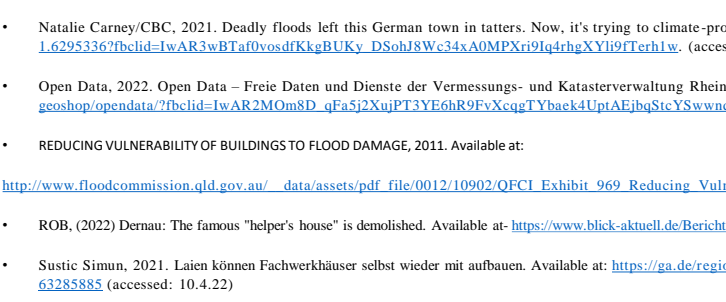 • Natalie Carney/CBC, 2021. Deadly floods left this German town in tatters. Now, it's trying to climate-pro
1.6295336?fbclid=IwAR3wBTaf0vosdfKkgBUKy_DSohJ8Wc34xA0MPXri9Iq4rhgXYli9fTerh1w. (acces
• Open Data, 2022. Open Data – Freie Daten und Dienste der Vermessungs- und Katasterverwaltung Rhein
geoshop/opendata/?fbclid=IwAR2MOm8D_qFa5j2XujPT3YE6hR9FvXcqgTYbaek4UptAEjbqStcYSwwn
• REDUCING VULNERABILITY OF BUILDINGS TO FLOOD DAMAGE, 2011. Available at:
http://www.floodcommission.qld.gov.au/__data/assets/pdf_file/0012/10902/QFCI_Exhibit_969_Reducing_Vuln
• ROB, (2022) Dernau: The famous "helper's house" is demolished. Available at- https://www.blick-aktuell.de/Bericht
• Sustic Simun, 2021. Laien können Fachwerkhäuser selbst wieder mit aufbauen. Available at: https://ga.de/regio
63285885 (accessed: 10.4.22)